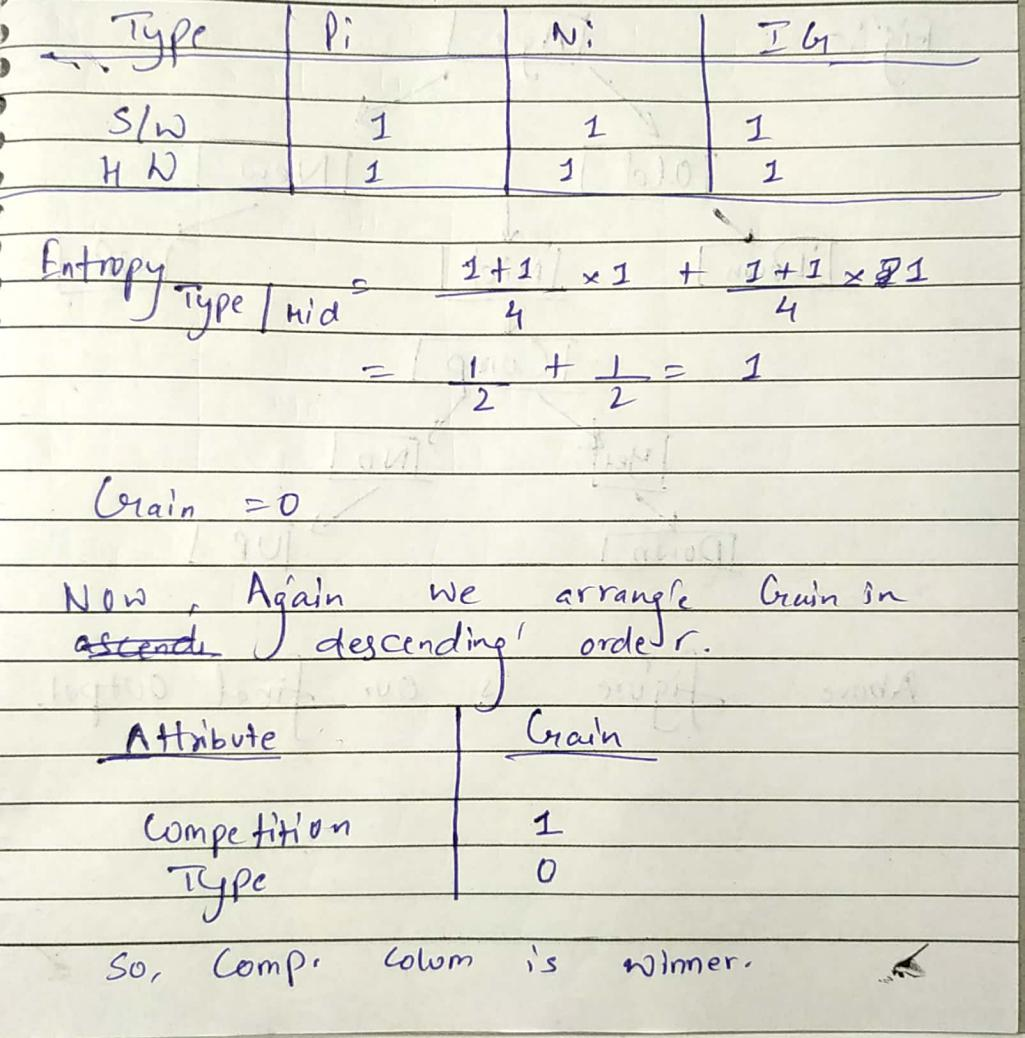 Type Pi Ni IG
S/W 1 1 1
HW 1 1 1
Entropy Type | Mid = 1+1/4 × 1 + 1+1/4 × 1
= 1/2 + 1/2 = 1
Gain = 0
Now, Again we arrange Gain in
ascend descending order.
Attribute Gain
Competition 1
Type 0
So, Comp. Colum is winner.